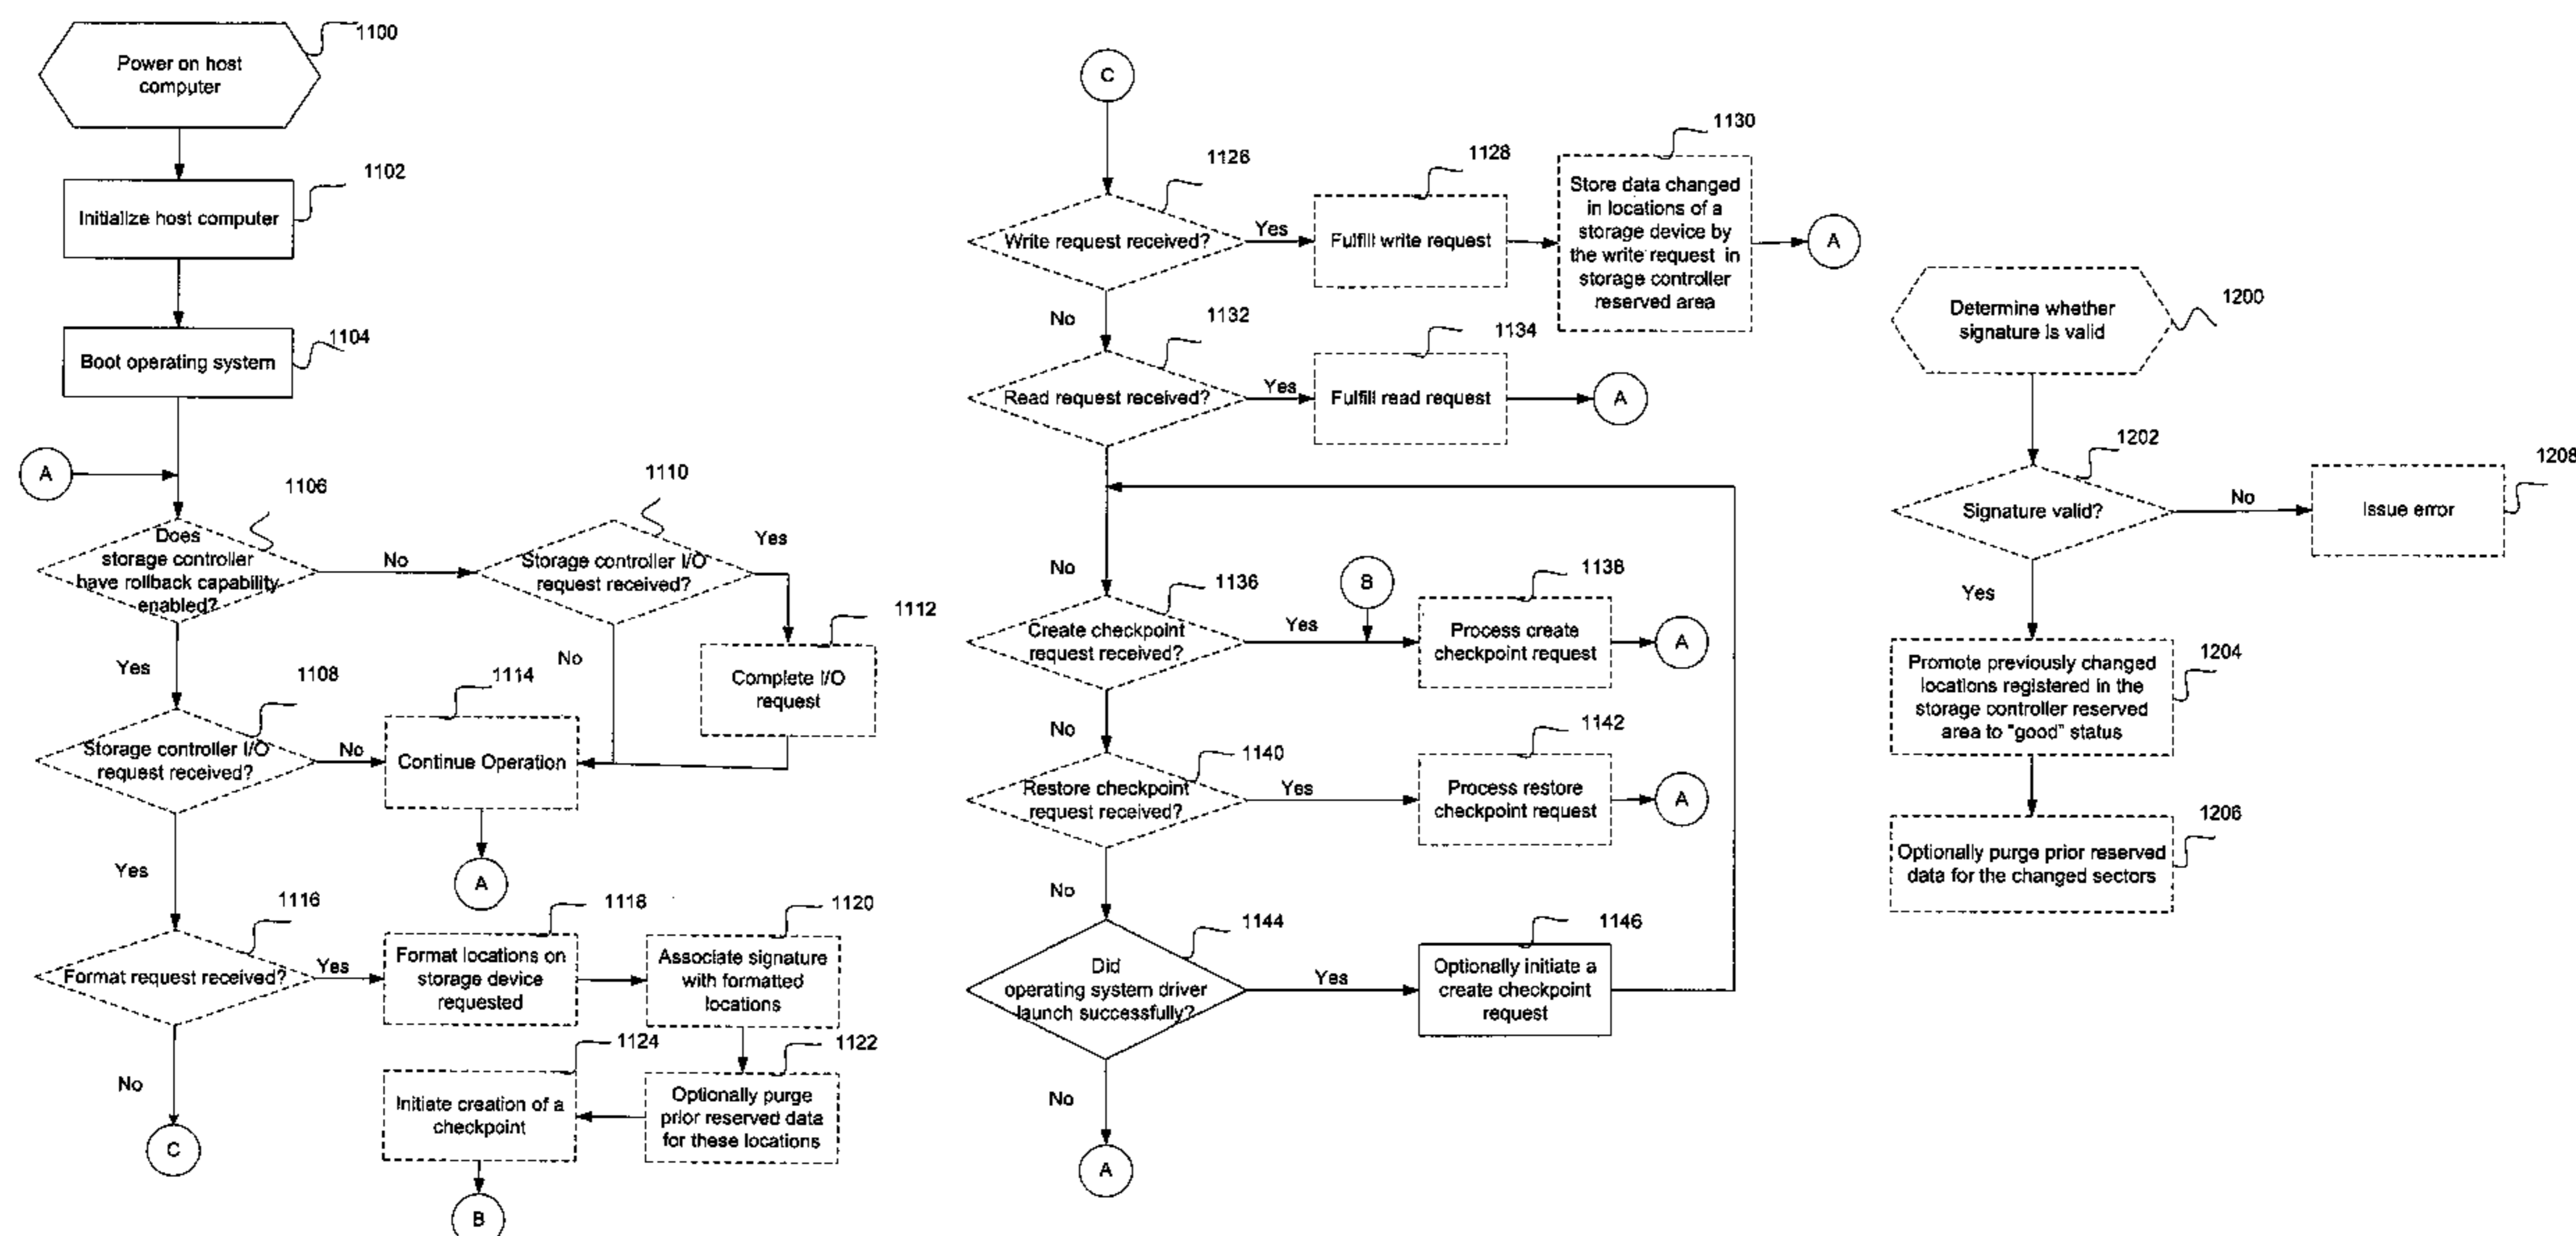 1100
Power on host
computer
1102
Initialize host computer
1104
Boot operating system
A
1106
Does
storage controller
have rollback capability
enabled?
No
1110
Storage controller I/O
request received?
Yes
1112
Complete I/O
request
No
Yes
1108
Storage controller I/O
request received?
No
1114
Continue Operation
A
Yes
1116
Format request received?
Yes
1118
Format locations on
storage device
requested
1120
Associate signature
with formatted
locations
1122
Optionally purge
prior reserved data
for these locations
1124
Initiate creation of a
checkpoint
B
No
C
C
1126
Write request received?
Yes
1128
Fulfill write request
1130
Store data changed
in locations of a
storage device by
the write request in
storage controller
reserved area
A
No
1132
Read request received?
Yes
1134
Fulfill read request
A
No
1136
Create checkpoint
request received?
Yes
B
1138
Process create
checkpoint request
A
No
1140
Restore checkpoint
request received?
Yes
1142
Process restore
checkpoint request
A
No
1144
Did
operating system driver
launch successfully?
Yes
1146
Optionally initiate a
create checkpoint
request
No
A
1200
Determine whether
signature is valid
1202
Signature valid?
No
1208
Issue error
Yes
1204
Promote previously changed
locations registered in the
storage controller reserved
area to "good" status
1206
Optionally purge prior reserved
data for the changed sectors